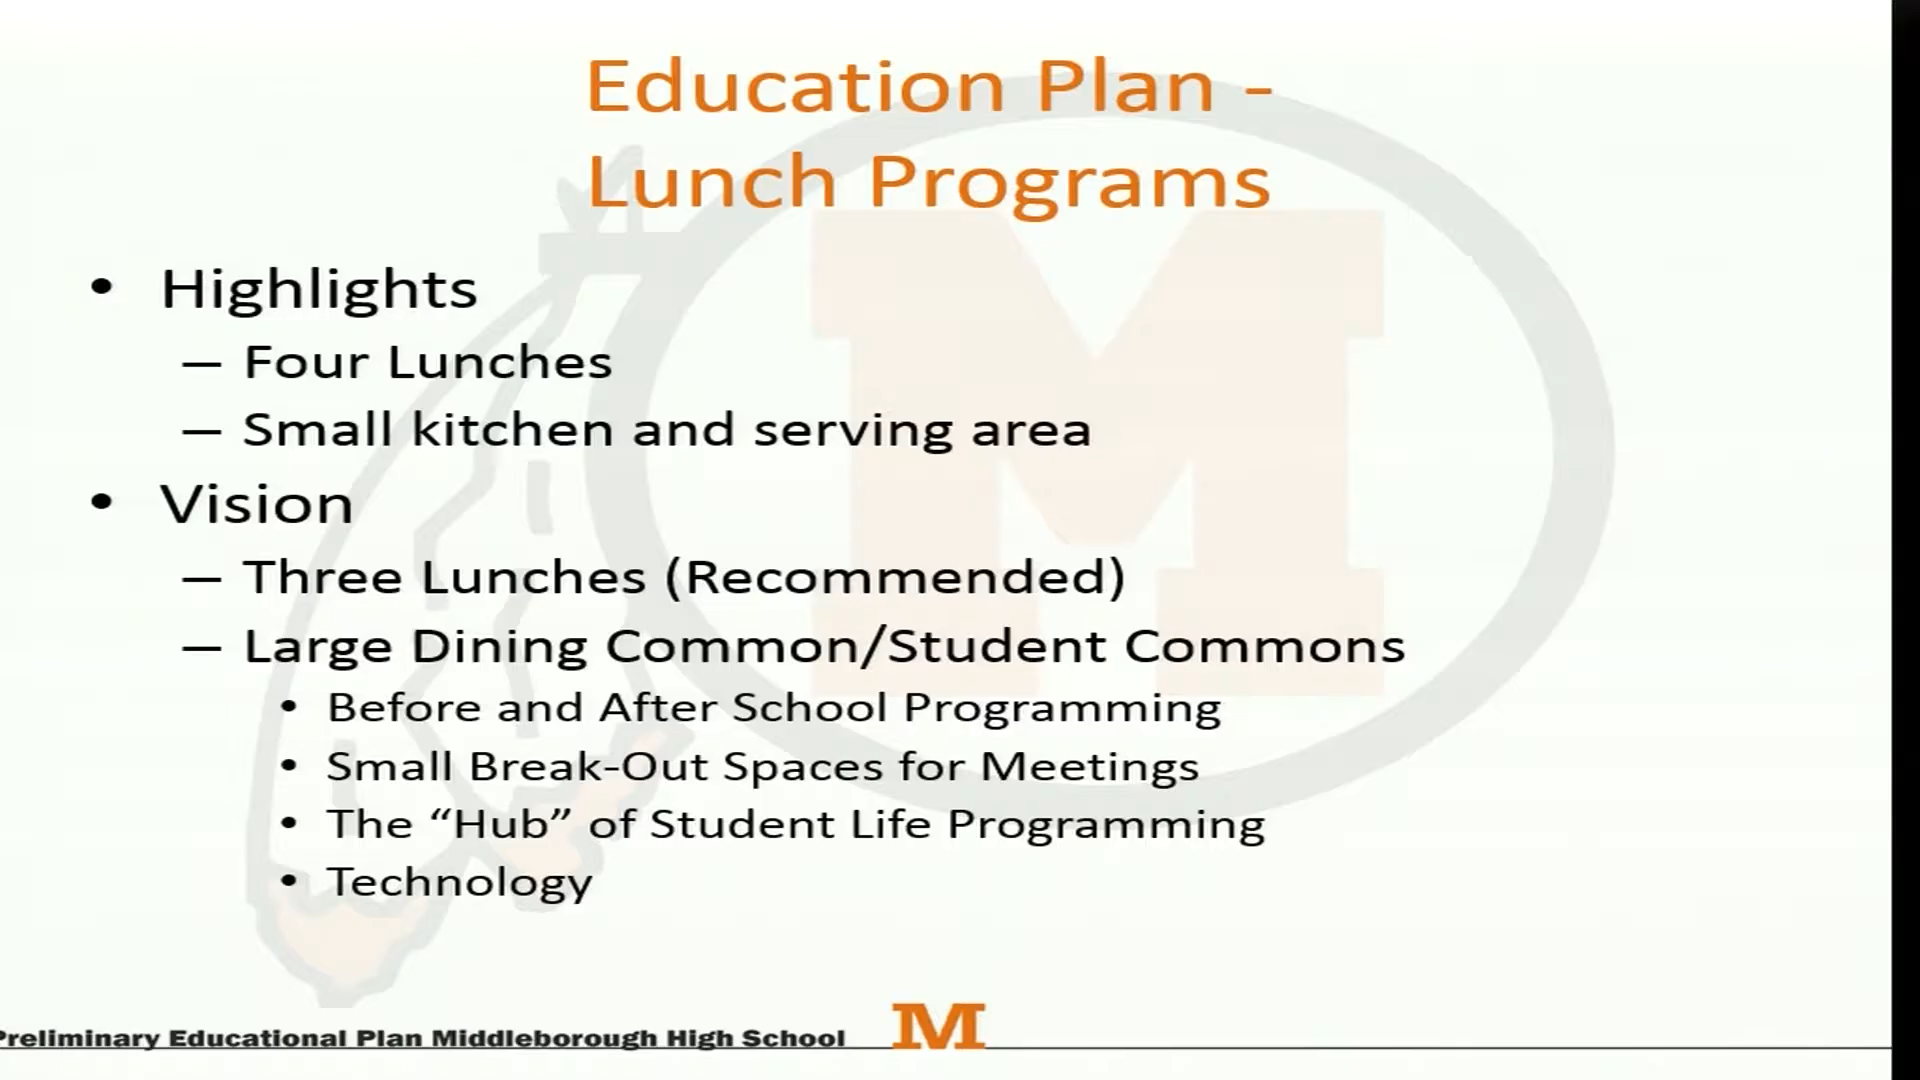 Education Plan -
Lunch Programs
• Highlights
– Four Lunches
– Small kitchen and serving area
• Vision
– Three Lunches (Recommended)
– Large Dining Common/Student Commons
• Before and After School Programming
• Small Break-Out Spaces for Meetings
• The “Hub” of Student Life Programming
• Technology
Preliminary Educational Plan Middleborough High School M